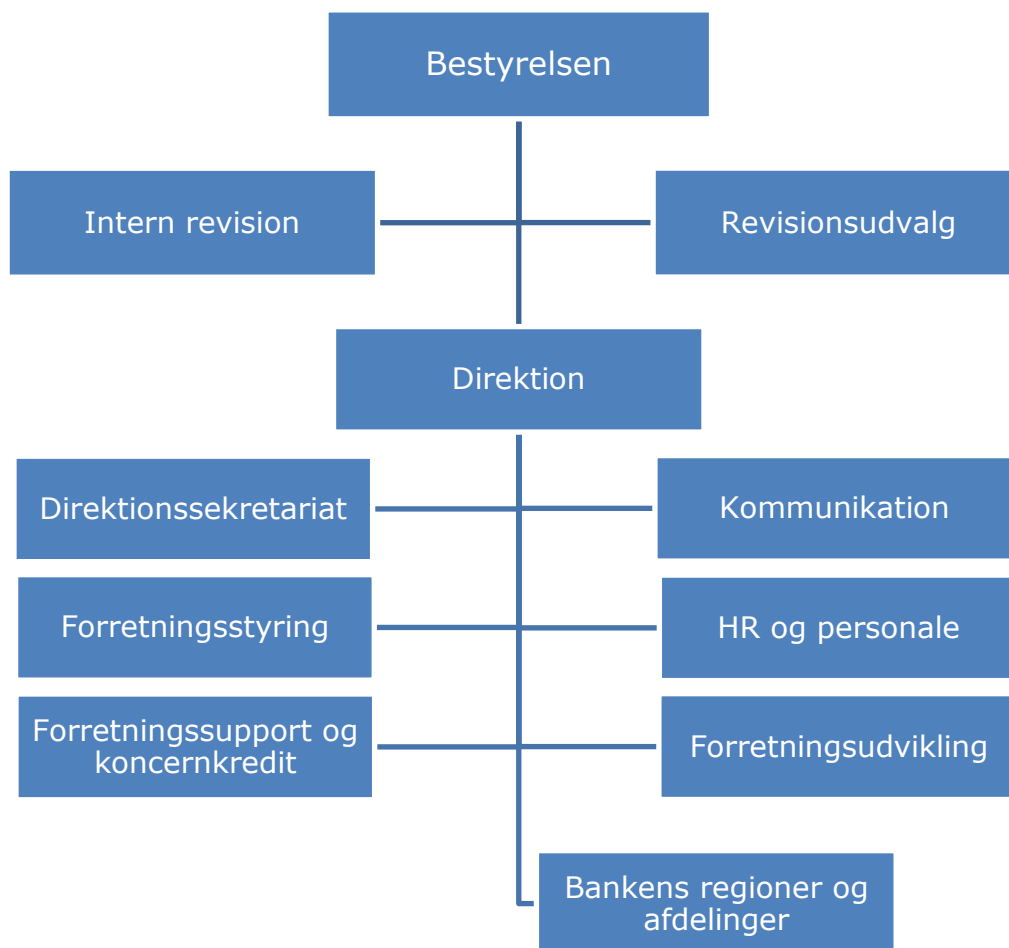 Bestyrelsen
Intern revision
Revisionsudvalg
Direktion
Direktionssekretariat
Kommunikation
Forretningsstyring
HR og personale
Forretningssupport og
koncernkredit
Forretningsudvikling
Bankens regioner og
afdelinger